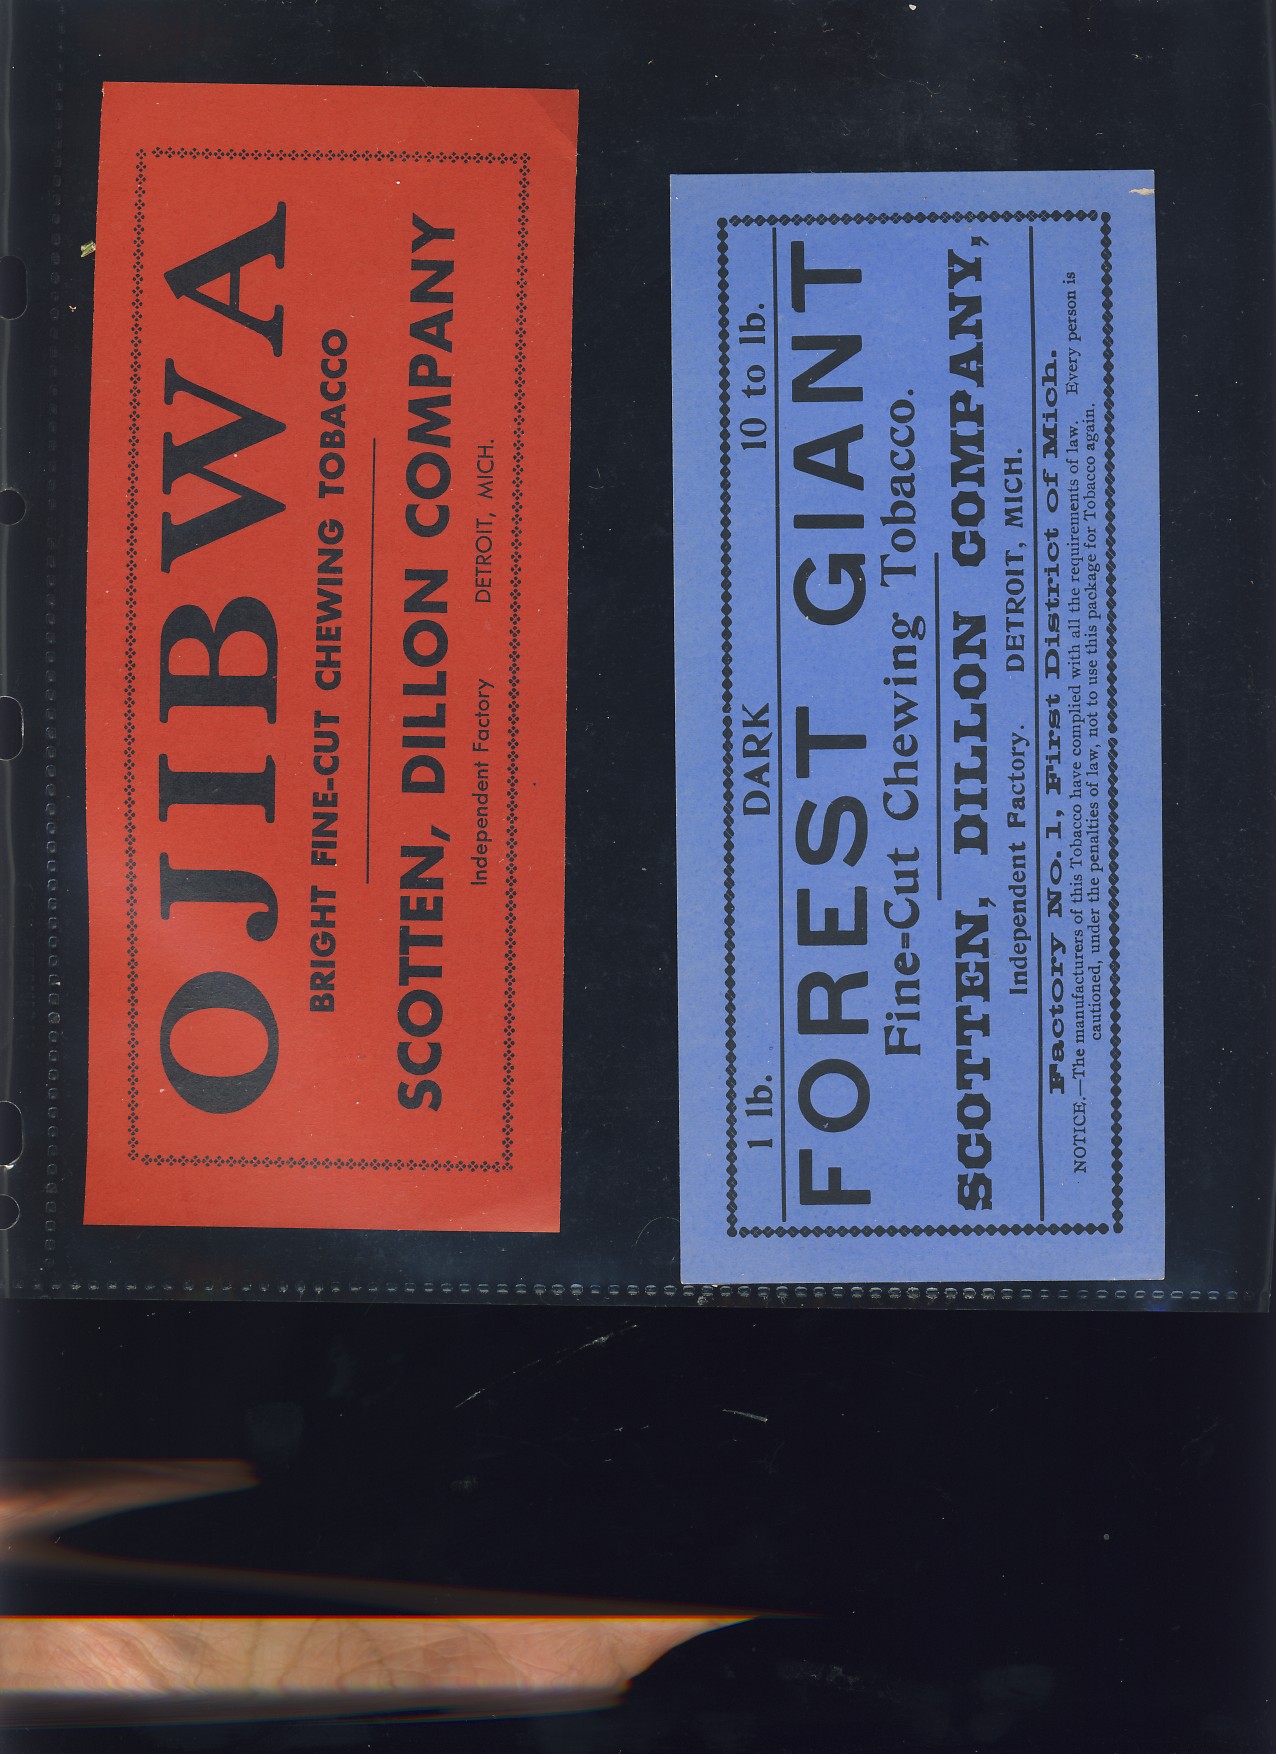 OJIBWA
BRIGHT FINE-CUT CHEWING TOBACCO
SCOTTEN, DILLON COMPANY
Independent Factory DETROIT, MICH.
1 lb. DARK 10 to lb.
FOREST GIANT
Fine-Cut Chewing Tobacco.
SCOTTEN, DILLON COMPANY,
Independent Factory. DETROIT, MICH.
Factory No. 1, First District of Mich.
NOTICE.—The manufacturers of this Tobacco have complied with all the requirements of law. Every person is
cautioned, under the penalties of law, not to use this package for Tobacco again.